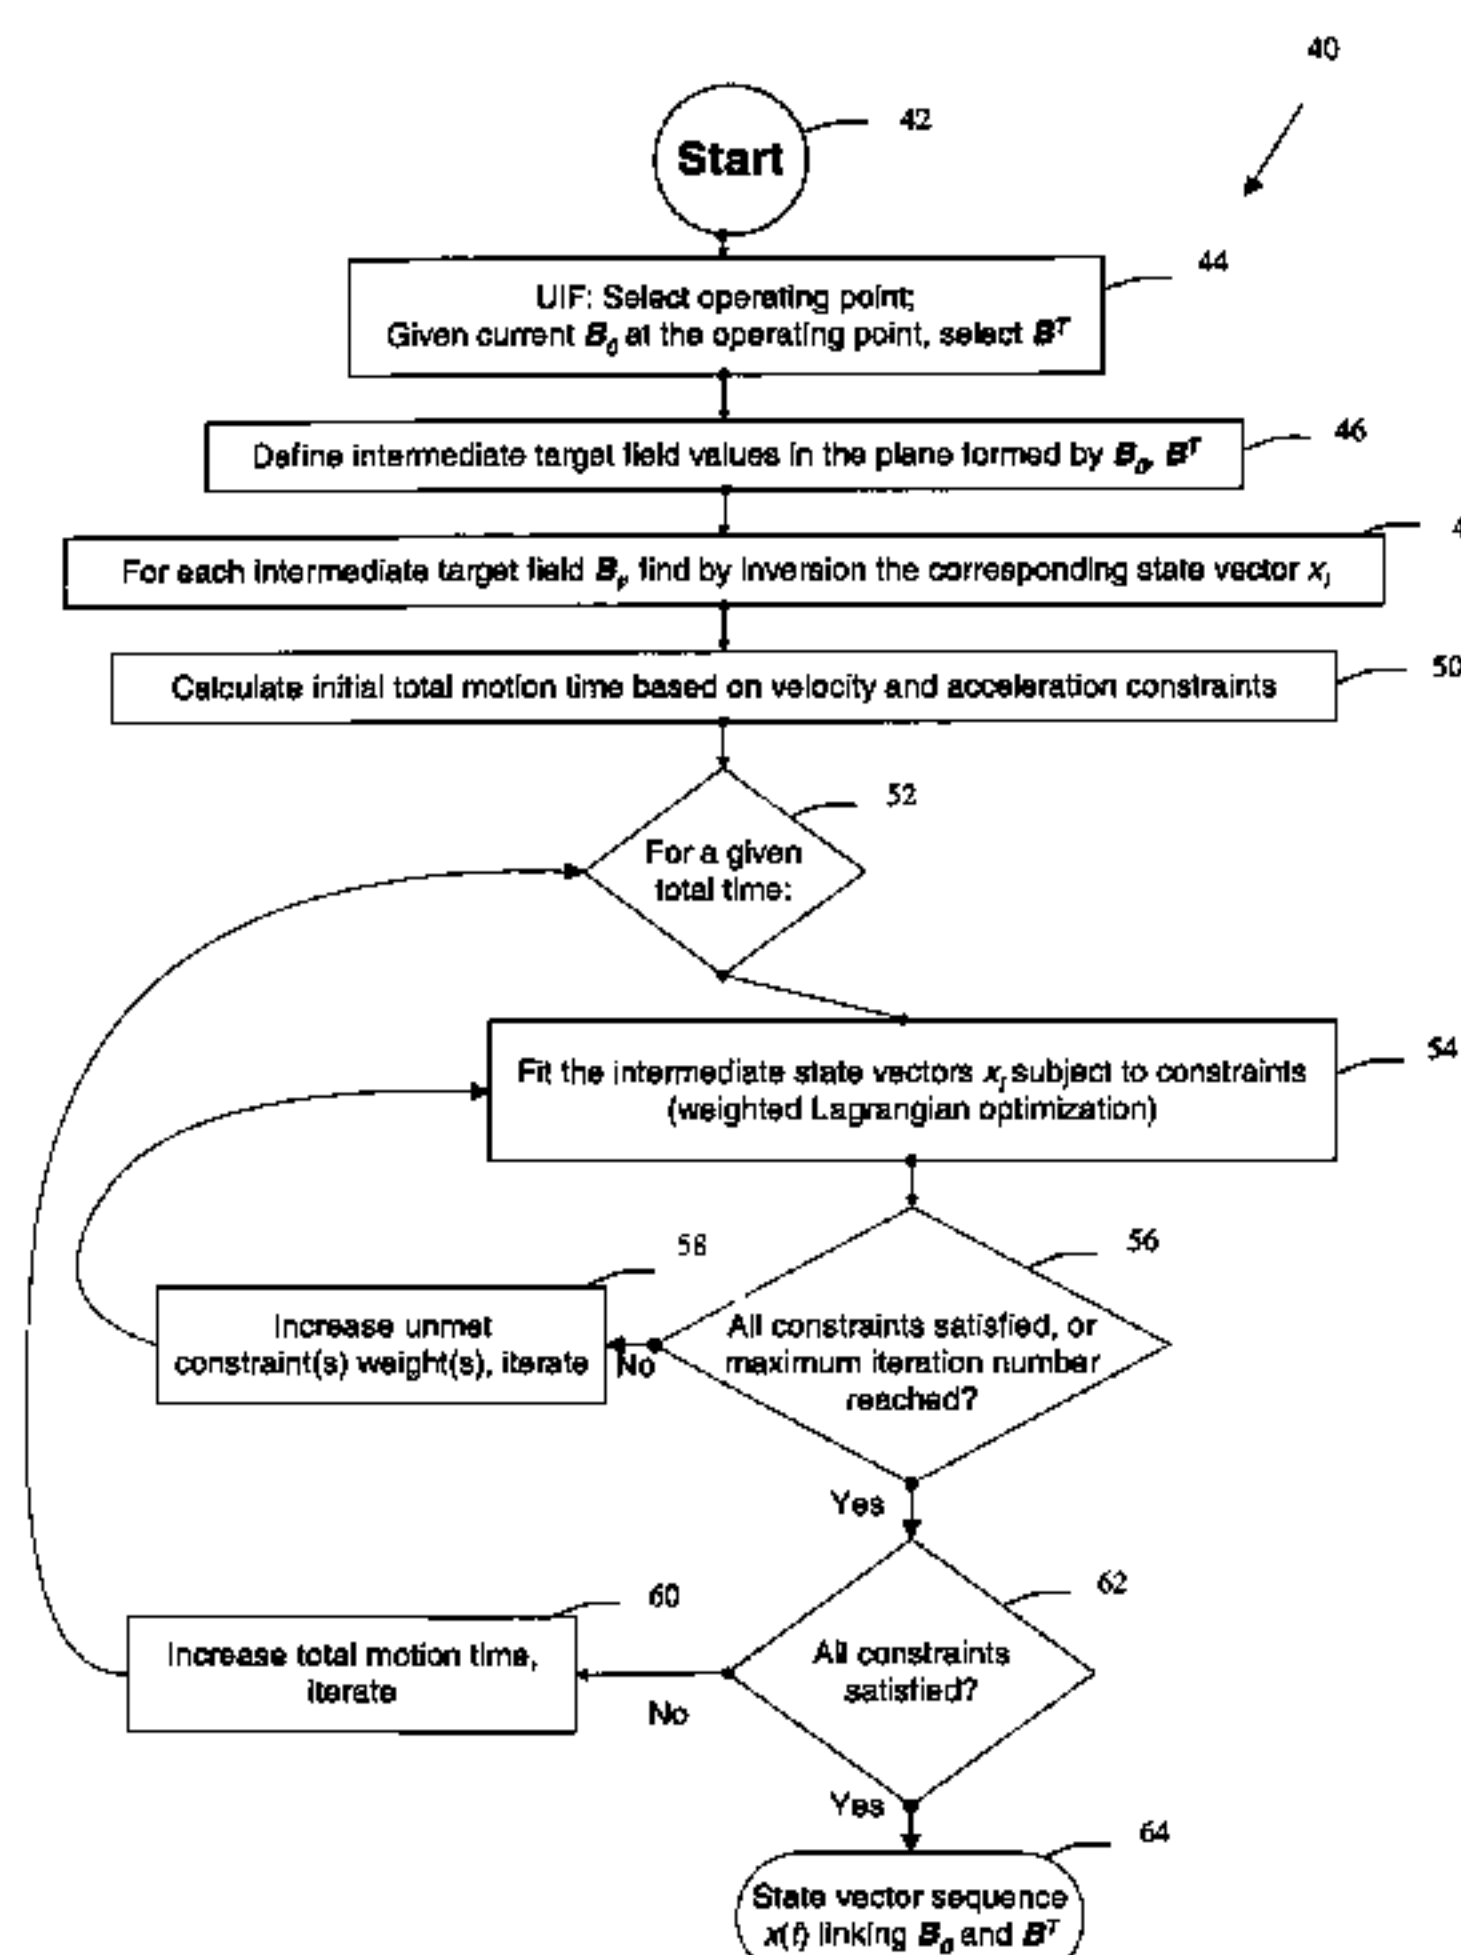 40
42
Start
44
UIF: Select operating point;
Given current B₀ at the operating point, select Bᵀ
46
Define intermediate target field values in the plane formed by B₀, Bᵀ
4
For each intermediate target field Bᵢ, find by inversion the corresponding state vector xᵢ
50
Calculate initial total motion time based on velocity and acceleration constraints
52
For a given
total time:
54
Fit the intermediate state vectors xᵢ subject to constraints
(weighted Lagrangian optimization)
58
56
Increase unmet
constraint(s) weight(s), iterate
No
All constraints satisfied, or
maximum iteration number
reached?
Yes
60
62
Increase total motion time,
iterate
No
All constraints
satisfied?
Yes
64
State vector sequence
x(t) linking B₀ and Bᵀ